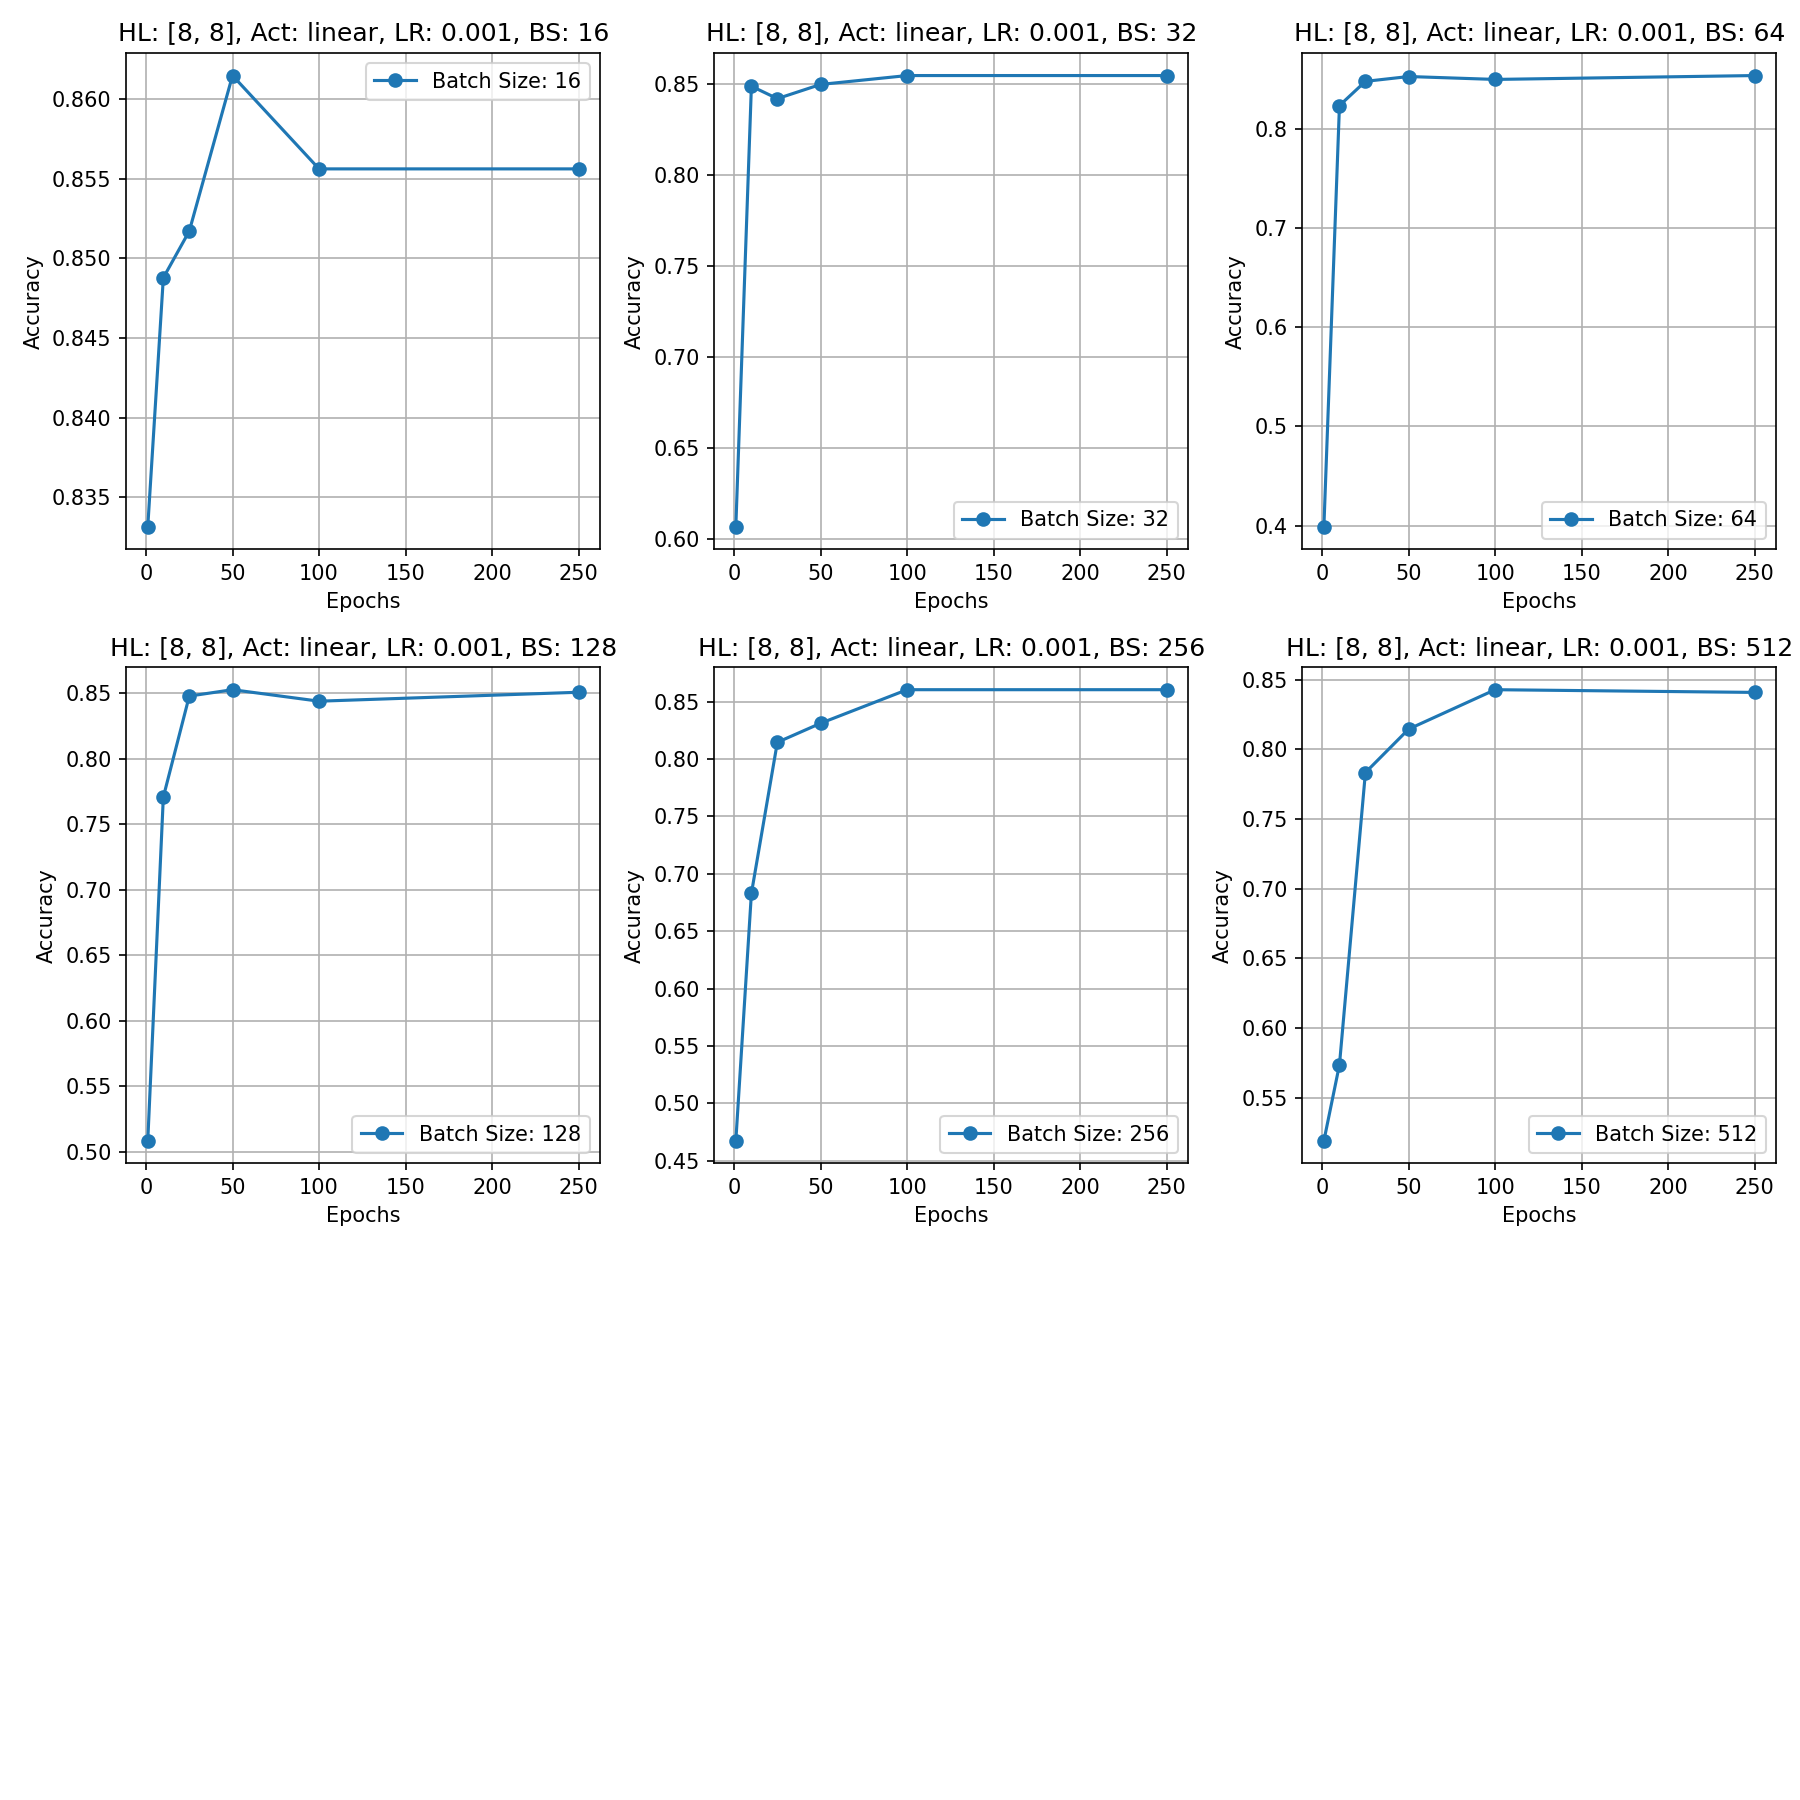 HL: [8, 8], Act: linear, LR: 0.001, BS: 16
Batch Size: 16
Accuracy
0.860
0.855
0.850
0.845
0.840
0.835
0 50 100 150 200 250
Epochs
HL: [8, 8], Act: linear, LR: 0.001, BS: 32
Accuracy
0.85
0.80
0.75
0.70
0.65
0.60
Batch Size: 32
0 50 100 150 200 250
Epochs
HL: [8, 8], Act: linear, LR: 0.001, BS: 64
Accuracy
0.8
0.7
0.6
0.5
0.4
Batch Size: 64
0 50 100 150 200 250
Epochs
HL: [8, 8], Act: linear, LR: 0.001, BS: 128
Accuracy
0.85
0.80
0.75
0.70
0.65
0.60
0.55
0.50
Batch Size: 128
0 50 100 150 200 250
Epochs
HL: [8, 8], Act: linear, LR: 0.001, BS: 256
Accuracy
0.85
0.80
0.75
0.70
0.65
0.60
0.55
0.50
0.45
Batch Size: 256
0 50 100 150 200 250
Epochs
HL: [8, 8], Act: linear, LR: 0.001, BS: 512
Accuracy
0.85
0.80
0.75
0.70
0.65
0.60
0.55
Batch Size: 512
0 50 100 150 200 250
Epochs